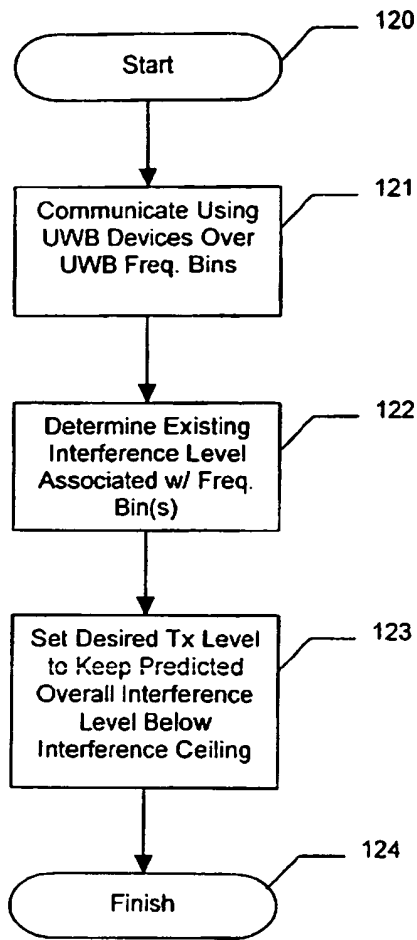 120
Start
121
Communicate Using
UWB Devices Over
UWB Freq. Bins
122
Determine Existing
Interference Level
Associated w/ Freq.
Bin(s)
123
Set Desired Tx Level
to Keep Predicted
Overall Interference
Level Below
Interference Ceiling
124
Finish